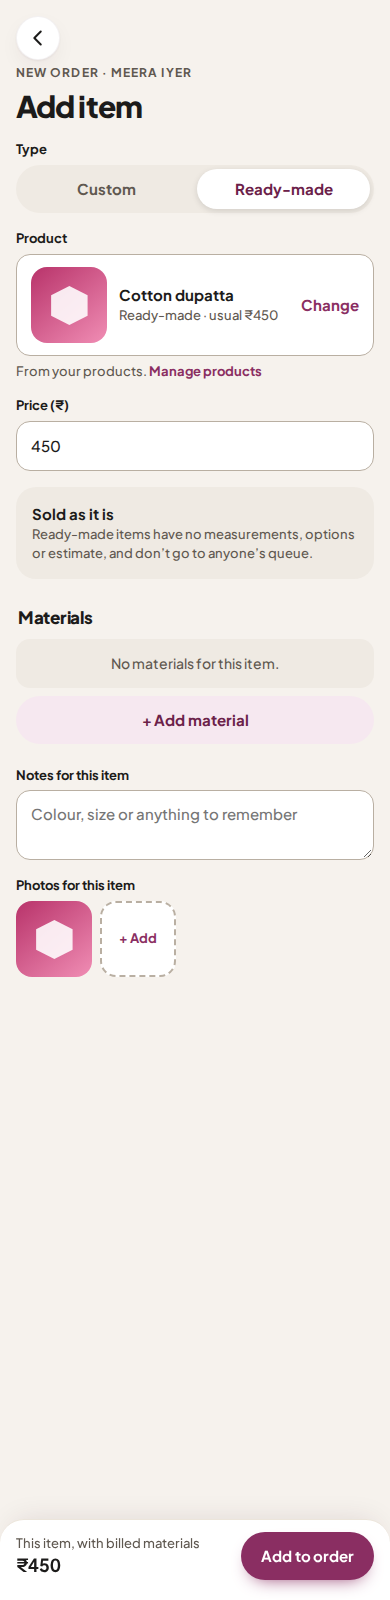 NEW ORDER · MEERA IYER
Add item
Type
Custom
Ready-made
Product
Cotton dupatta
Ready-made · usual ₹450
Change
From your products. Manage products
Price (₹)
450
Sold as it is
Ready-made items have no measurements, options
or estimate, and don’t go to anyone’s queue.
Materials
No materials for this item.
+ Add material
Notes for this item
Colour, size or anything to remember
Photos for this item
+ Add
This item, with billed materials
₹450
Add to order